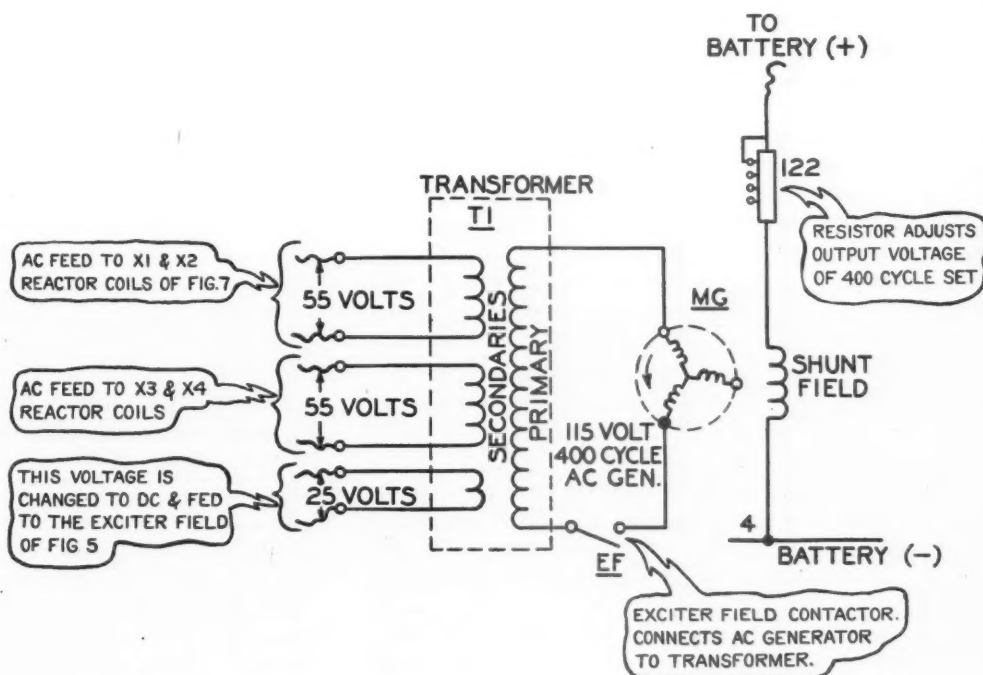 TO
BATTERY (+)
122
RESISTOR ADJUSTS
OUTPUT VOLTAGE
OF 400 CYCLE SET
TRANSFORMER
T1
AC FEED TO X1 & X2
REACTOR COILS OF FIG.7
55 VOLTS
AC FEED TO X3 & X4
REACTOR COILS
55 VOLTS
THIS VOLTAGE IS
CHANGED TO DC & FED
TO THE EXCITER FIELD
OF FIG 5
25 VOLTS
SECONDARIES
PRIMARY
MG
115 VOLT
400 CYCLE
AC GEN.
SHUNT
FIELD
EF
4
BATTERY (-)
EXCITER FIELD CONTACTOR.
CONNECTS AC GENERATOR
TO TRANSFORMER.